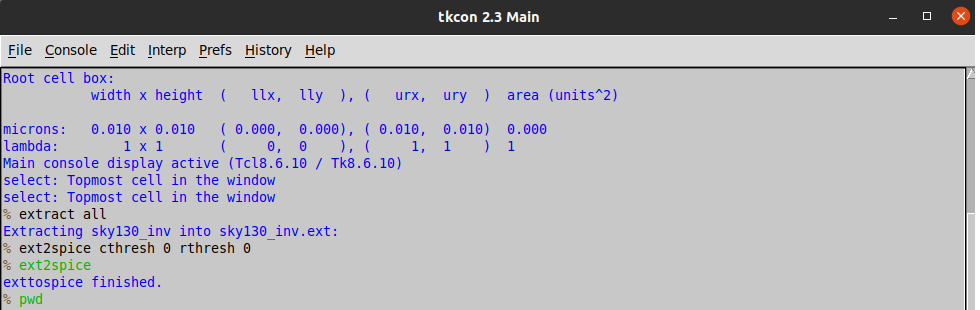 tkcon 2.3 Main
File Console Edit Interp Prefs History Help
Root cell box:
width x height ( llx, lly ), ( urx, ury ) area (units^2)
microns: 0.010 x 0.010 ( 0.000, 0.000), ( 0.010, 0.010) 0.000
lambda: 1 x 1 ( 0, 0 ), ( 1, 1 ) 1
Main console display active (Tcl8.6.10 / Tk8.6.10)
select: Topmost cell in the window
select: Topmost cell in the window
% extract all
Extracting sky130_inv into sky130_inv.ext:
% ext2spice cthresh 0 rthresh 0
% ext2spice
exttospice finished.
% pwd